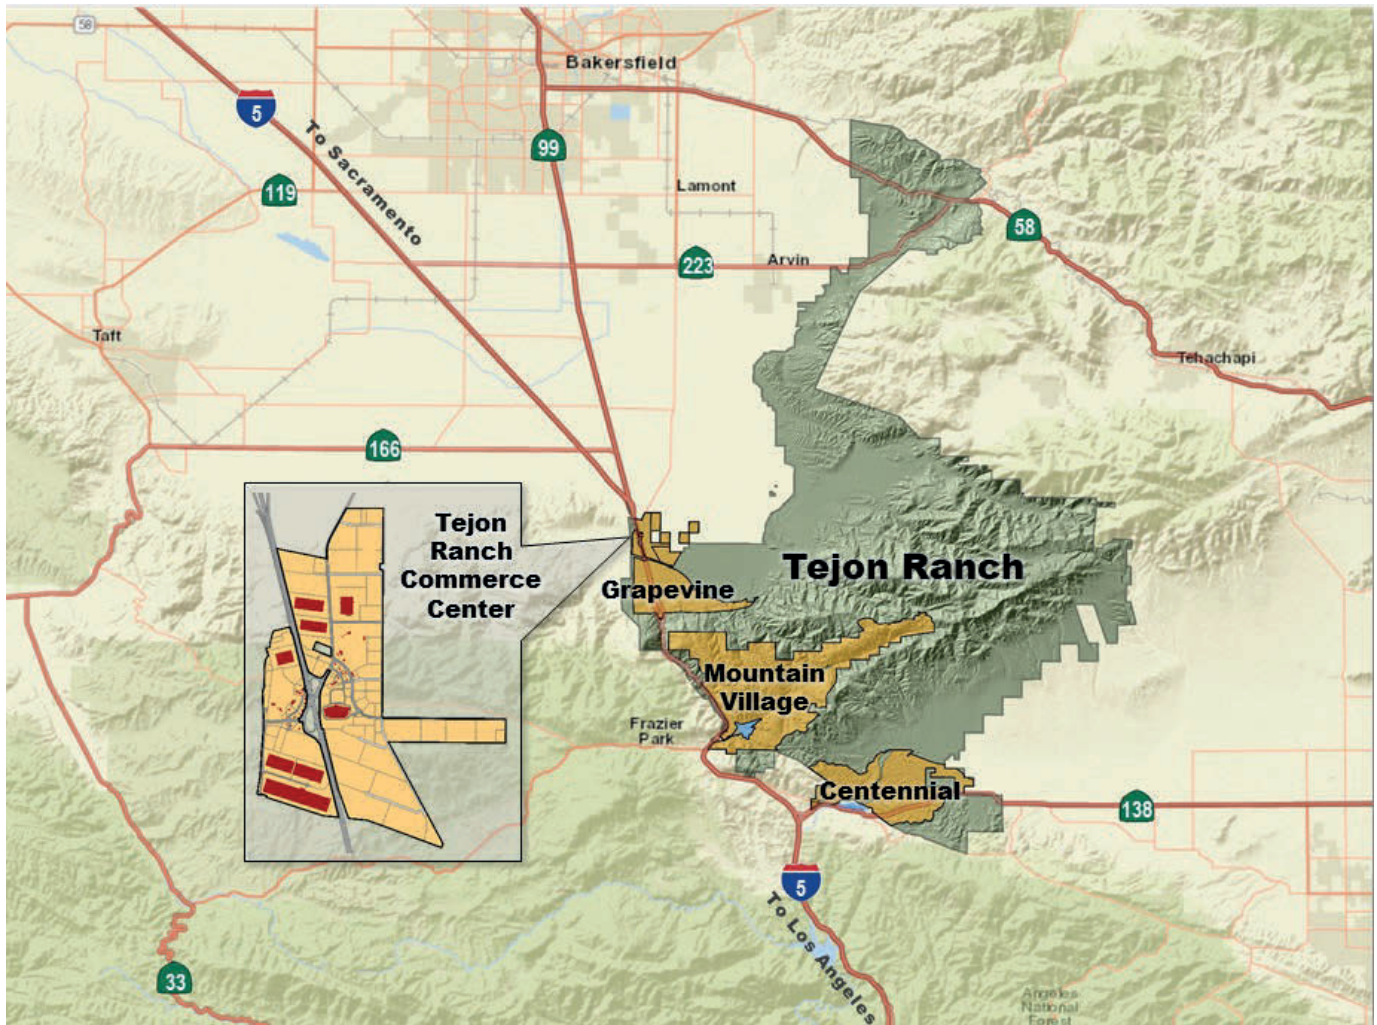 58
Bakersfield
5
To Sacramento
99
119
Lamont
58
223
Arvin
Taft
Tehachapi
166
Tejon
Ranch
Commerce
Center
Tejon Ranch
Grapevine
Mountain
Village
Frazier
Park
Centennial
138
5
To Los Angeles
33
Angeles
National
Forest